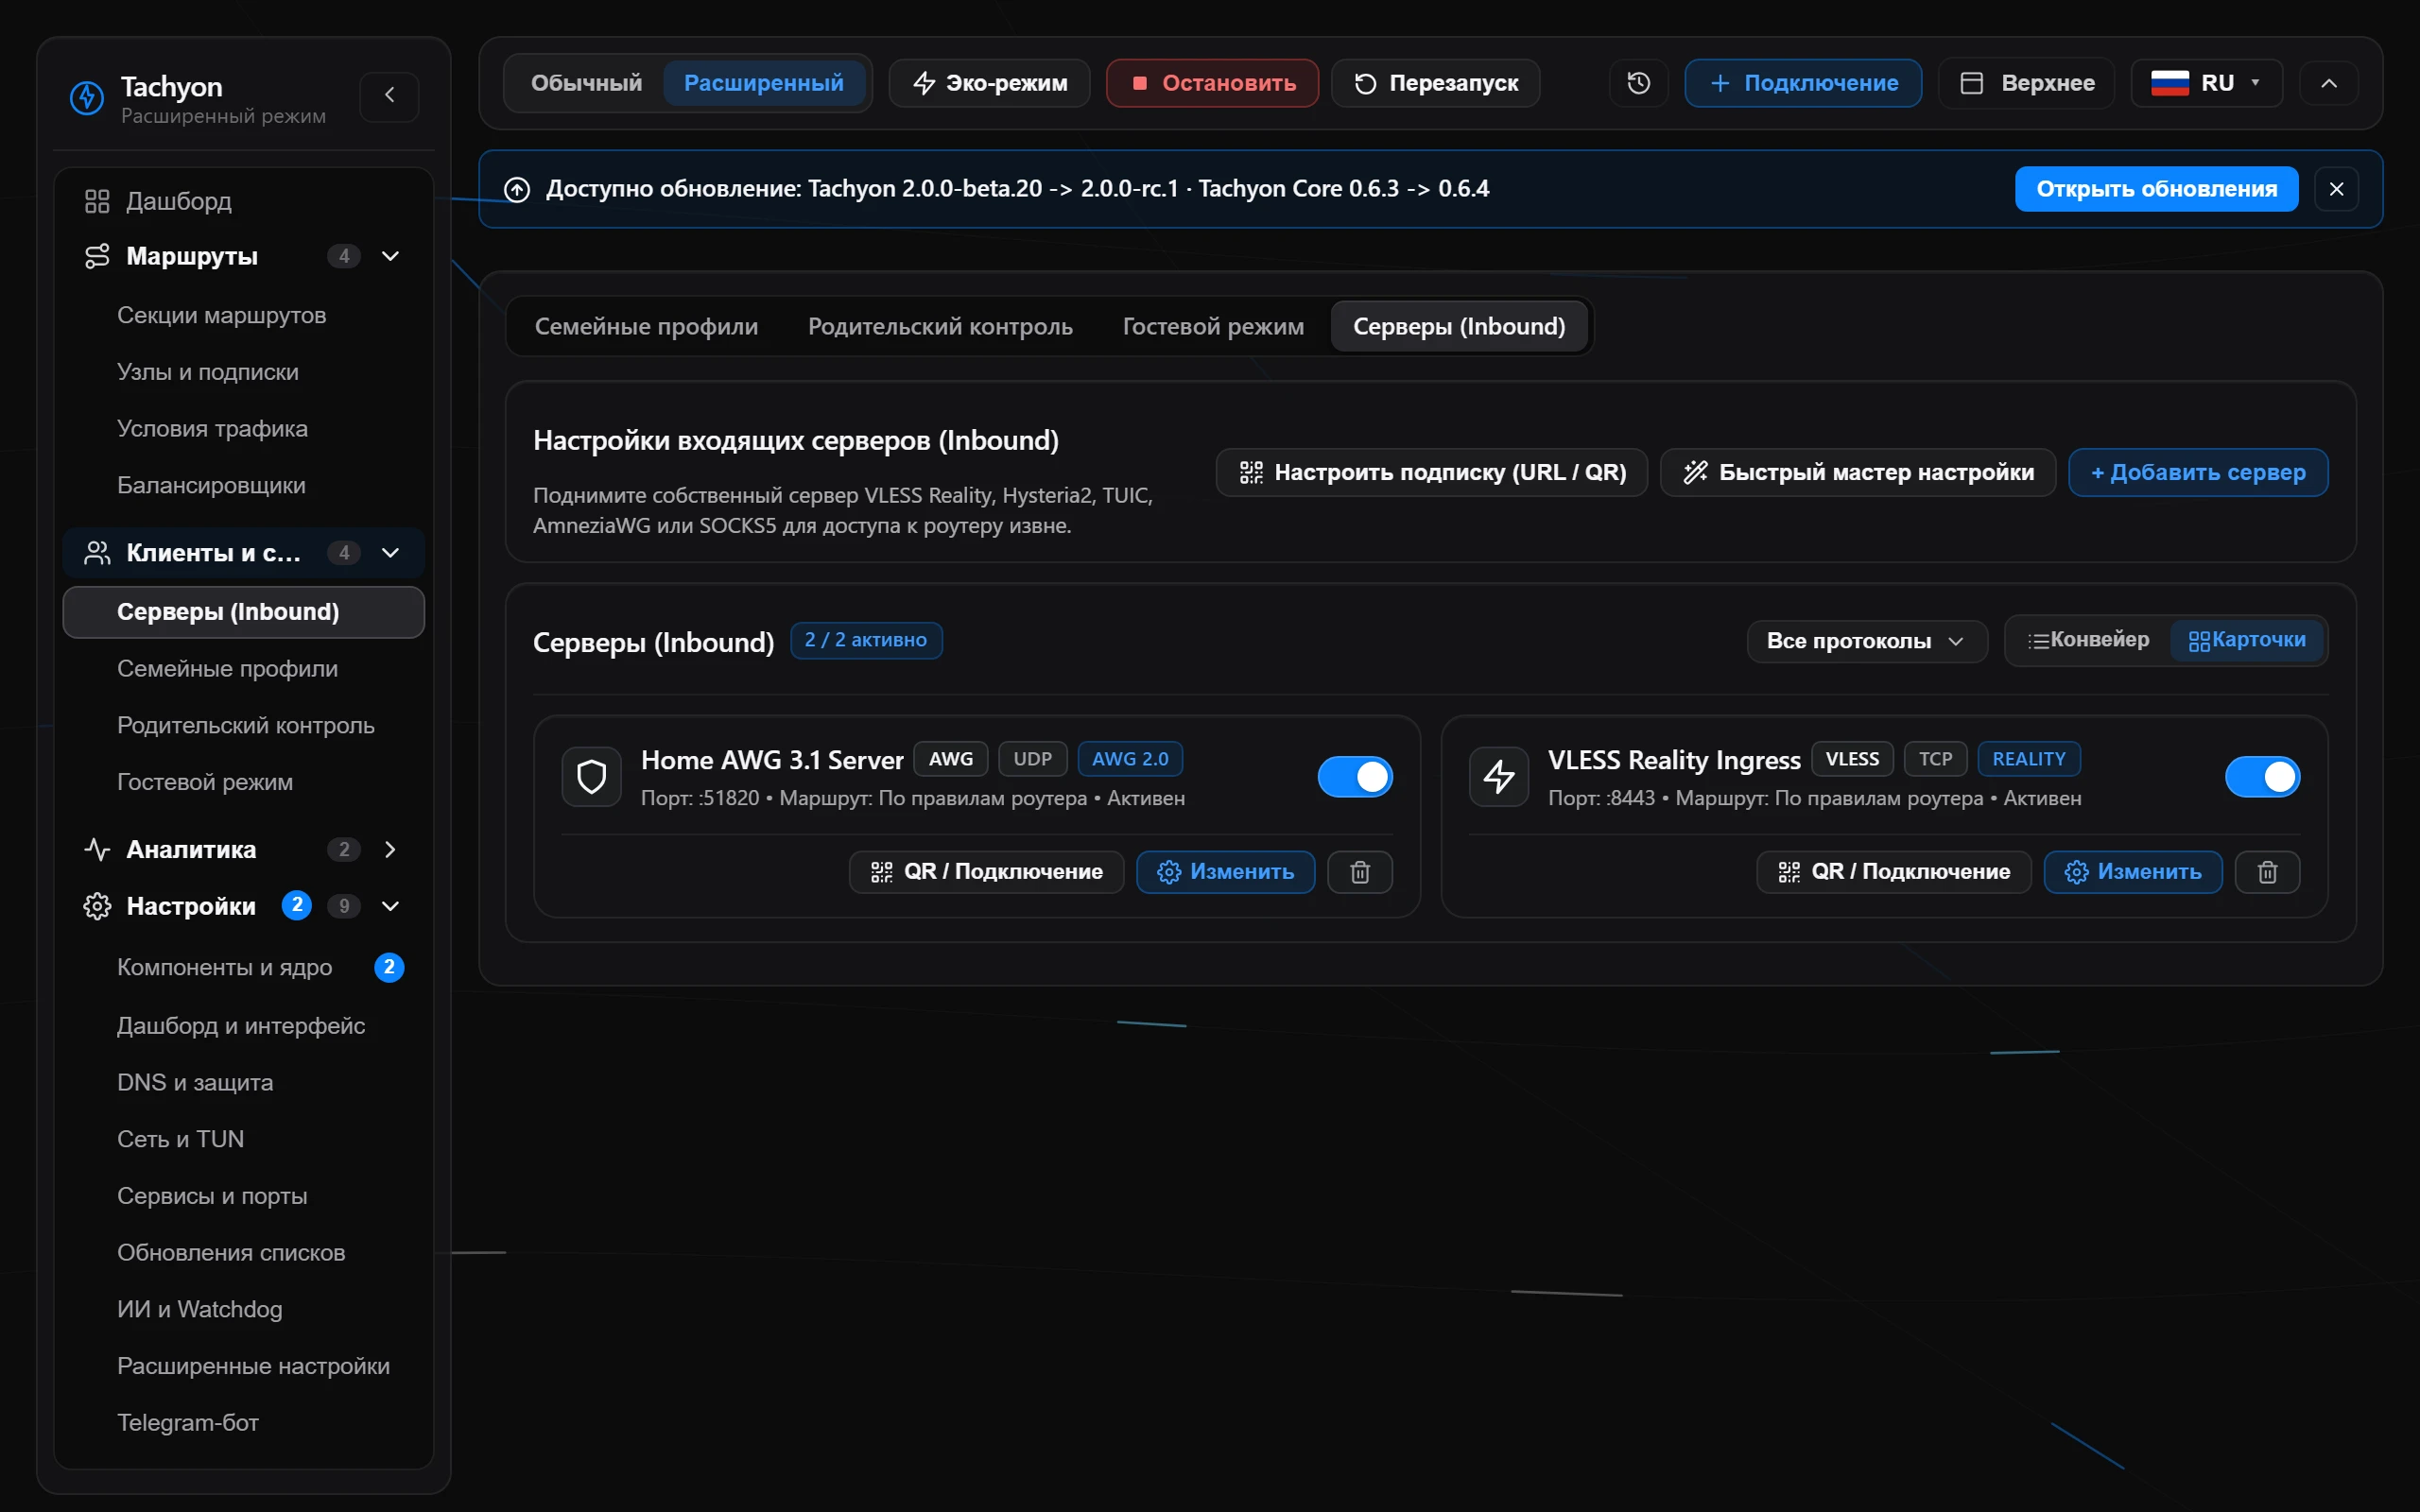 Tachyon
Расширенный режим
Дашборд
Маршруты 4
Секции маршрутов
Узлы и подписки
Условия трафика
Балансировщики
Клиенты и с... 4
Серверы (Inbound)
Семейные профили
Родительский контроль
Гостевой режим
Аналитика 2
Настройки 2 9
Компоненты и ядро 2
Дашборд и интерфейс
DNS и защита
Сеть и TUN
Сервисы и порты
Обновления списков
ИИ и Watchdog
Расширенные настройки
Telegram-бот
Обычный Расширенный Эко-режим Остановить Перезапуск + Подключение Верхнее RU
Доступно обновление: Tachyon 2.0.0-beta.20 -> 2.0.0-rc.1 · Tachyon Core 0.6.3 -> 0.6.4 Открыть обновления
Семейные профили Родительский контроль Гостевой режим Серверы (Inbound)
Настройки входящих серверов (Inbound)
Поднимите собственный сервер VLESS Reality, Hysteria2, TUIC,
AmneziaWG или SOCKS5 для доступа к роутеру извне.
Настроить подписку (URL / QR) Быстрый мастер настройки + Добавить сервер
Серверы (Inbound) 2 / 2 активно Все протоколы Конвейер Карточки
Home AWG 3.1 Server AWG UDP AWG 2.0
Порт: :51820 • Маршрут: По правилам роутера • Активен
QR / Подключение Изменить
VLESS Reality Ingress VLESS TCP REALITY
Порт: :8443 • Маршрут: По правилам роутера • Активен
QR / Подключение Изменить